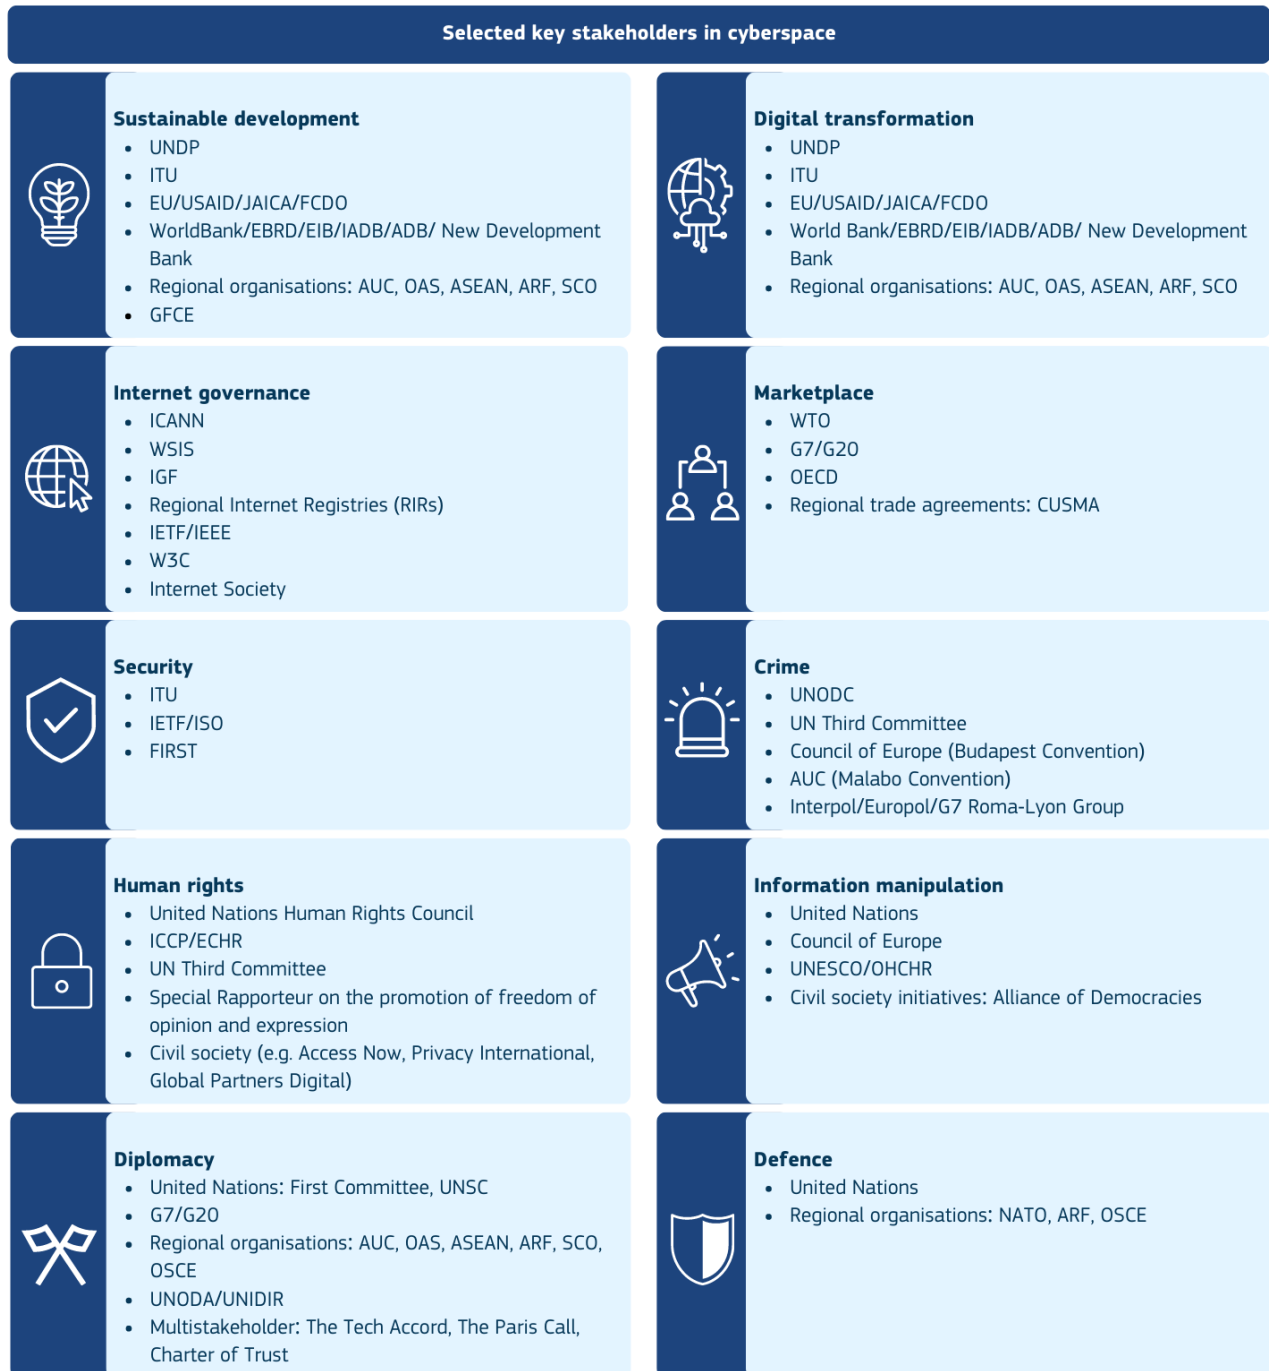 Selected key stakeholders in cyberspace
Sustainable development
• UNDP
• ITU
• EU/USAID/JAICA/FCDO
• WorldBank/EBRD/EIB/IADB/ADB/ New Development
Bank
• Regional organisations: AUC, OAS, ASEAN, ARF, SCO
• GFCE
Digital transformation
• UNDP
• ITU
• EU/USAID/JAICA/FCDO
• World Bank/EBRD/EIB/IADB/ADB/ New Development
Bank
• Regional organisations: AUC, OAS, ASEAN, ARF, SCO
Internet governance
• ICANN
• WSIS
• IGF
• Regional Internet Registries (RIRs)
• IETF/IEEE
• W3C
• Internet Society
Marketplace
• WTO
• G7/G20
• OECD
• Regional trade agreements: CUSMA
Security
• ITU
• IETF/ISO
• FIRST
Crime
• UNODC
• UN Third Committee
• Council of Europe (Budapest Convention)
• AUC (Malabo Convention)
• Interpol/Europol/G7 Roma-Lyon Group
Human rights
• United Nations Human Rights Council
• ICCP/ECHR
• UN Third Committee
• Special Rapporteur on the promotion of freedom of
opinion and expression
• Civil society (e.g. Access Now, Privacy International,
Global Partners Digital)
Information manipulation
• United Nations
• Council of Europe
• UNESCO/OHCHR
• Civil society initiatives: Alliance of Democracies
Diplomacy
• United Nations: First Committee, UNSC
• G7/G20
• Regional organisations: AUC, OAS, ASEAN, ARF, SCO,
OSCE
• UNODA/UNIDIR
• Multistakeholder: The Tech Accord, The Paris Call,
Charter of Trust
Defence
• United Nations
• Regional organisations: NATO, ARF, OSCE